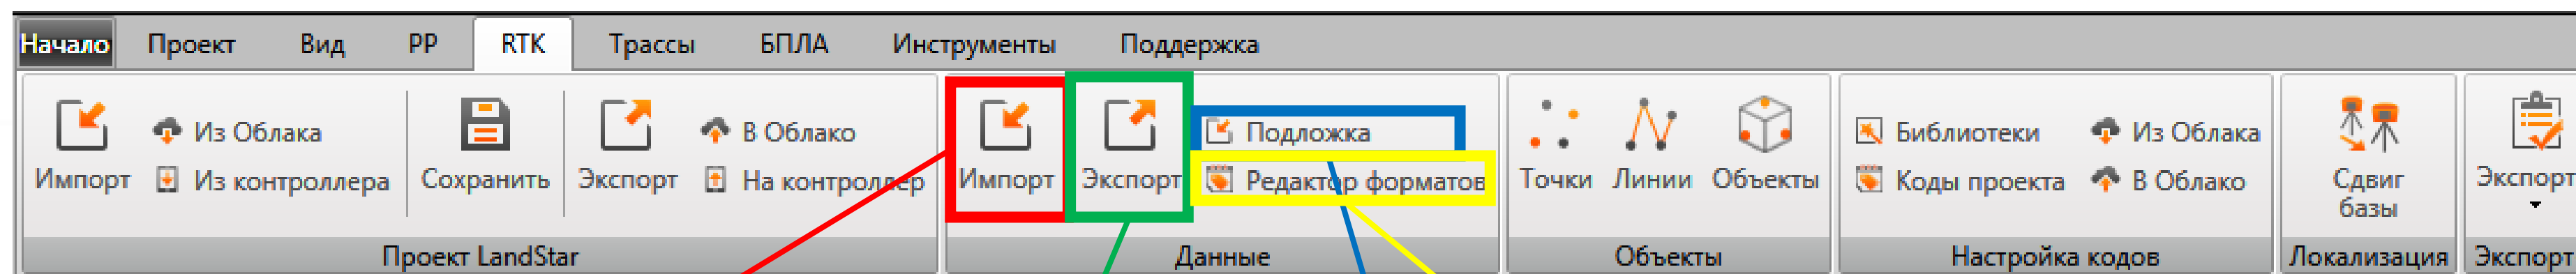 Начало Проект Вид PP RTK Трассы БПЛА Инструменты Поддержка
Из Облака В Облако Подложка Библиотеки Из Облака
Импорт Из контроллера Сохранить Экспорт На контроллер Импорт Экспорт Редактор форматов Точки Линии Объекты Коды проекта В Облако Сдвиг Экспорт
базы
Проект LandStar Данные Объекты Настройка кодов Локализация Экспорт